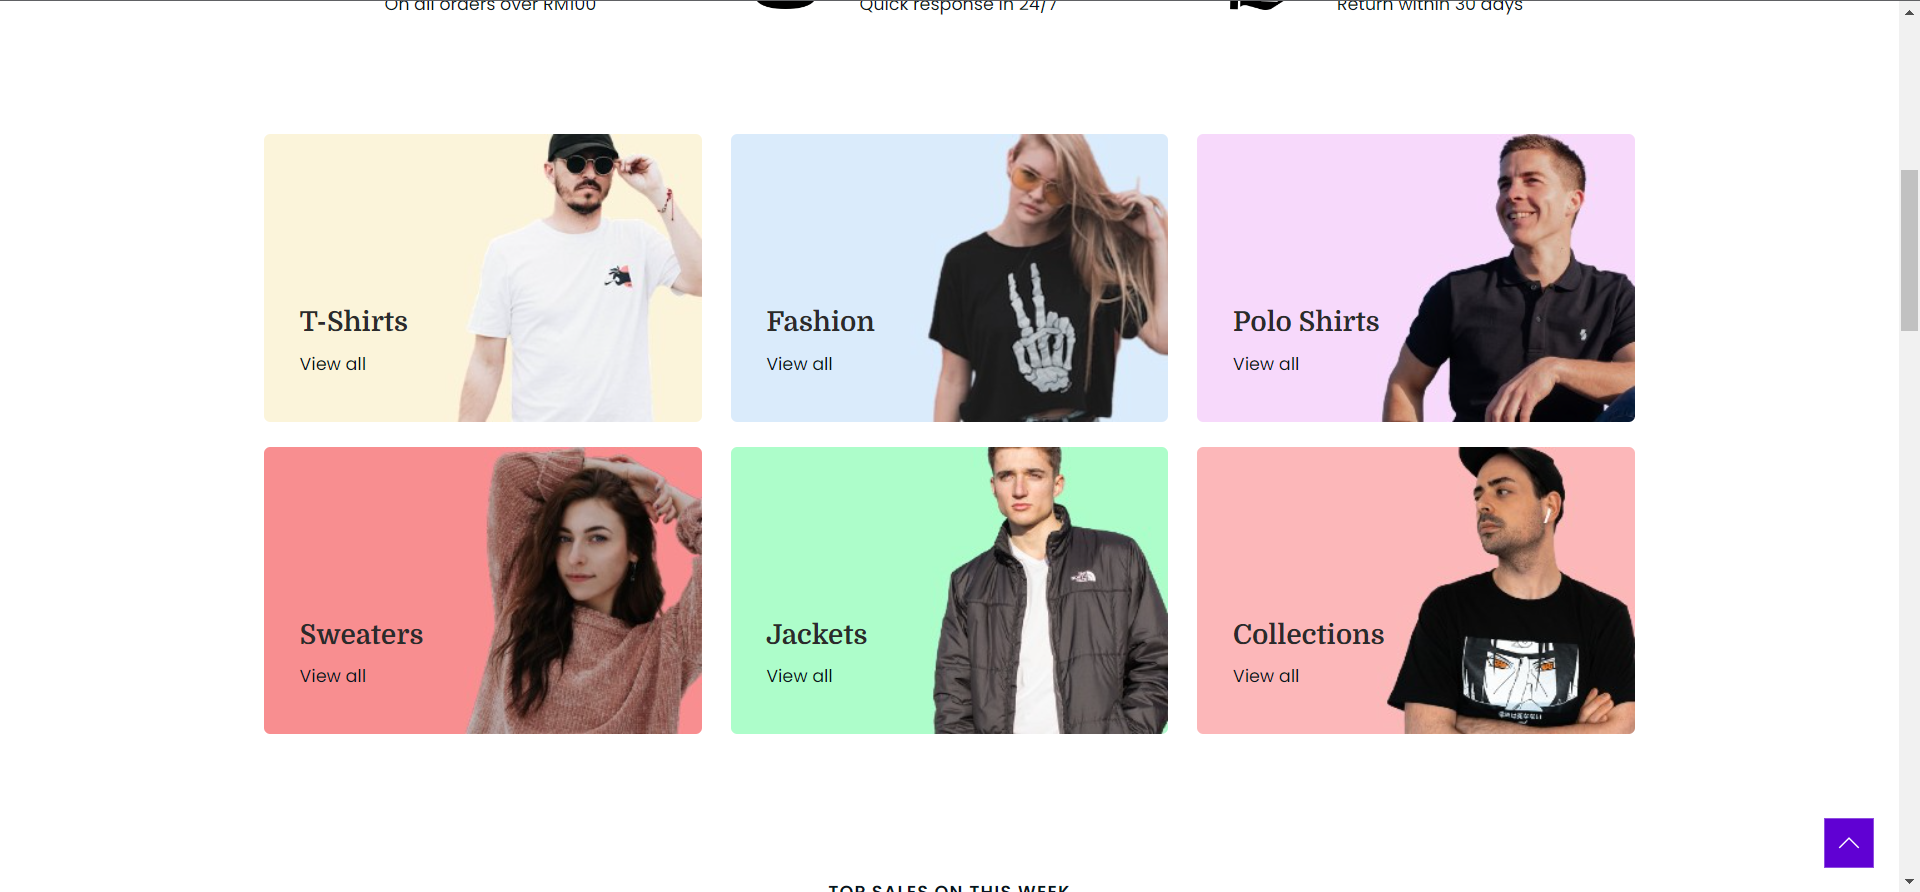 On all orders over RM100
Quick response in 24/7
Return within 30 days
T-Shirts
View all
Fashion
View all
Polo Shirts
View all
Sweaters
View all
Jackets
View all
Collections
View all
TOP SALES ON THIS WEEK